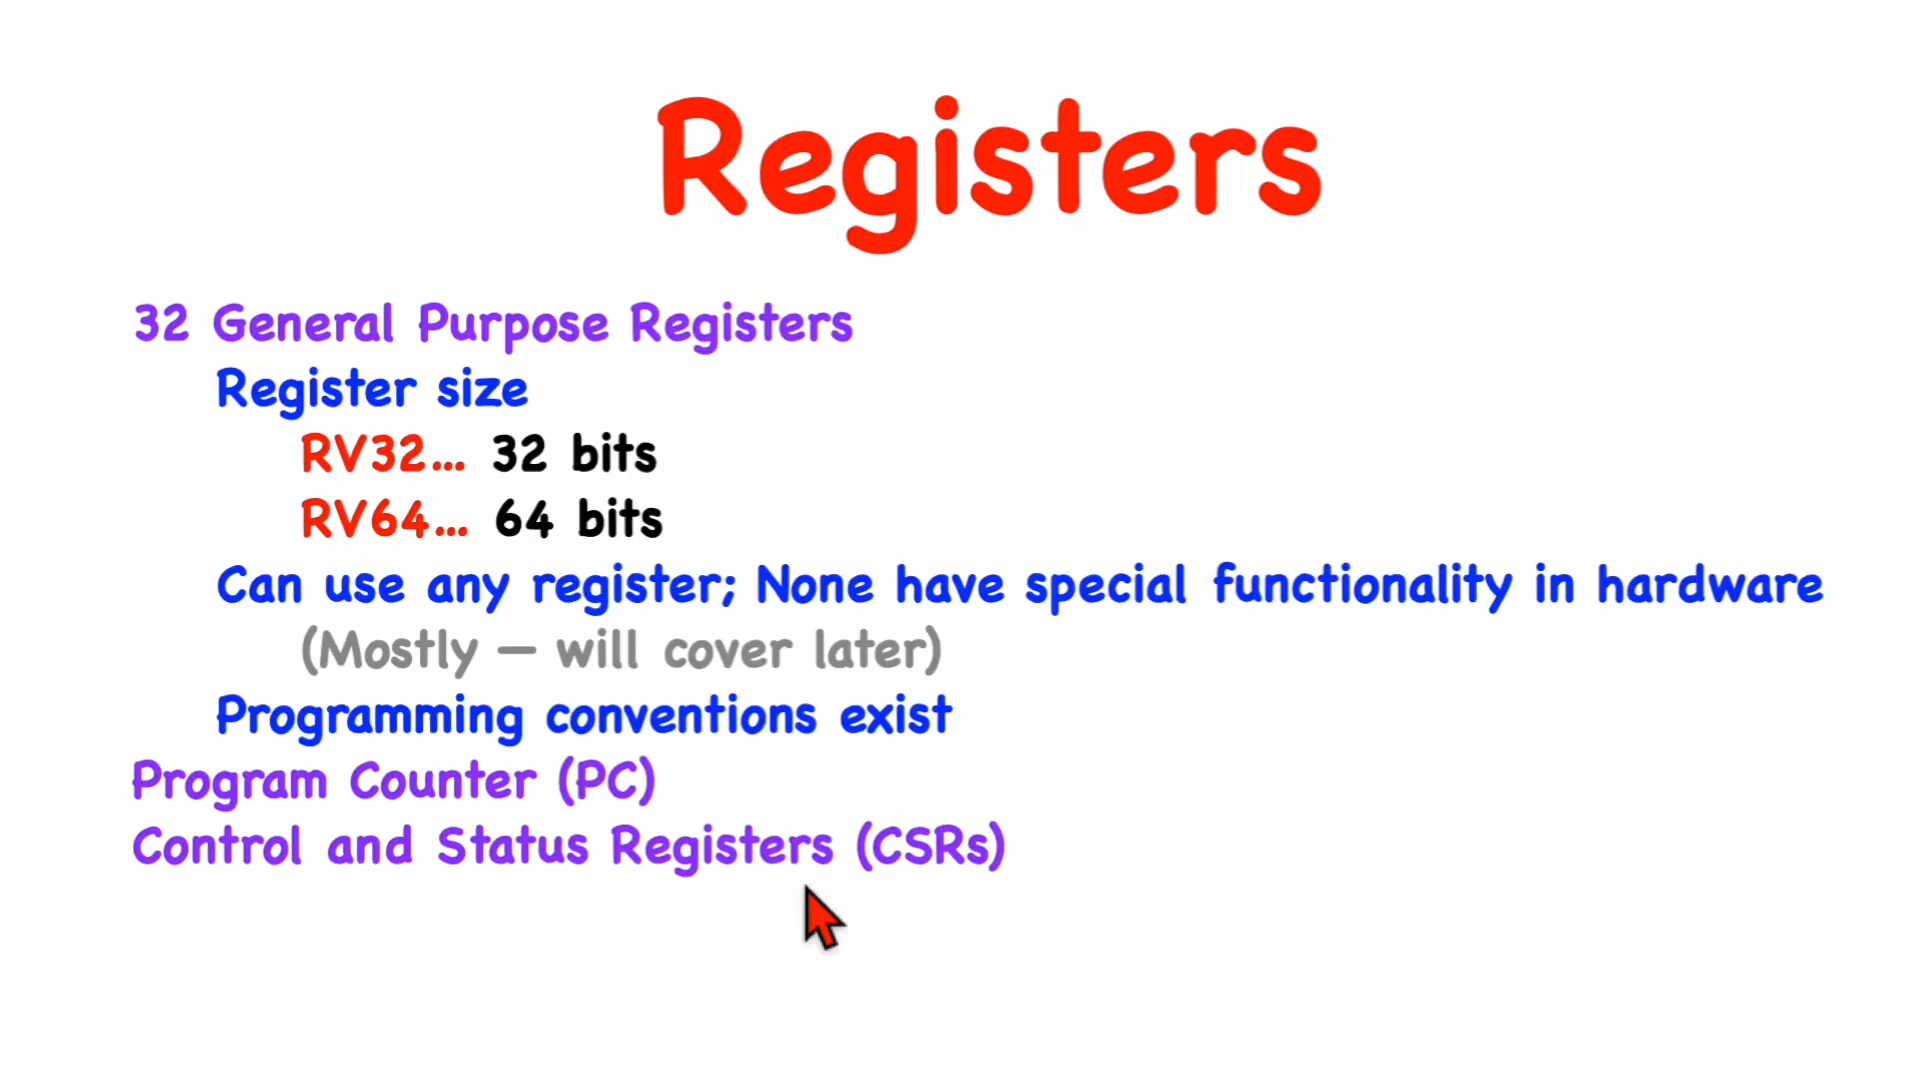 Registers
32 General Purpose Registers
Register size
RV32... 32 bits
RV64... 64 bits
Can use any register; None have special functionality in hardware
(Mostly — will cover later)
Programming conventions exist
Program Counter (PC)
Control and Status Registers (CSRs)